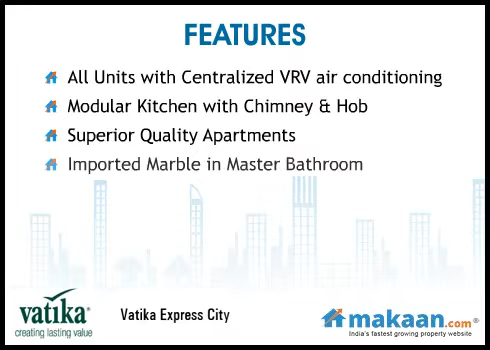 FEATURES
All Units with Centralized VRV air conditioning
Modular Kitchen with Chimney & Hob
Superior Quality Apartments
Imported Marble in Master Bathroom
vatika®
creating lasting value
Vatika Express City
makaan.com®
India's fastest growing property website